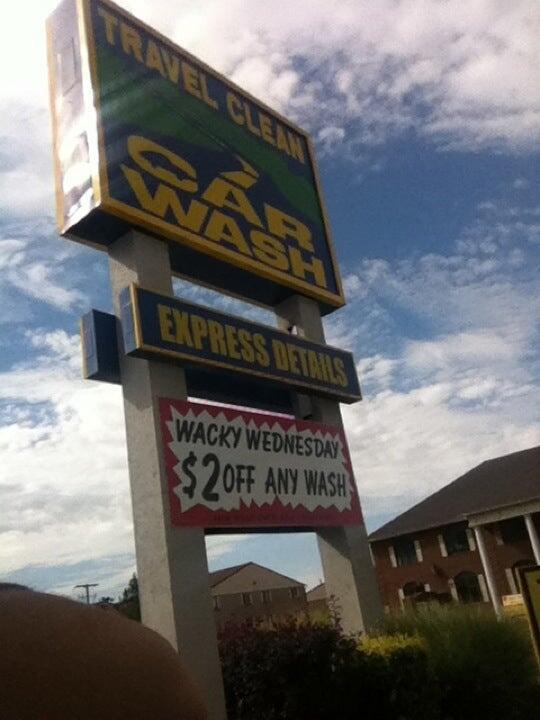 TRAVEL CLEAN
CAR
WASH
EXPRESS DETAILS
WACKY WEDNESDAY
$2 OFF ANY WASH